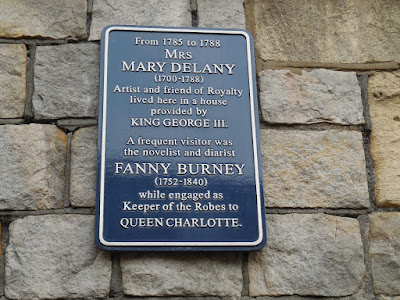 From 1785 to 1788
MRS
MARY DELANY
(1700-1788)
Artist and friend of Royalty
lived here in a house
provided by
KING GEORGE III.
A frequent visitor was
the novelist and diarist
FANNY BURNEY
(1752-1840)
while engaged as
Keeper of the Robes to
QUEEN CHARLOTTE.